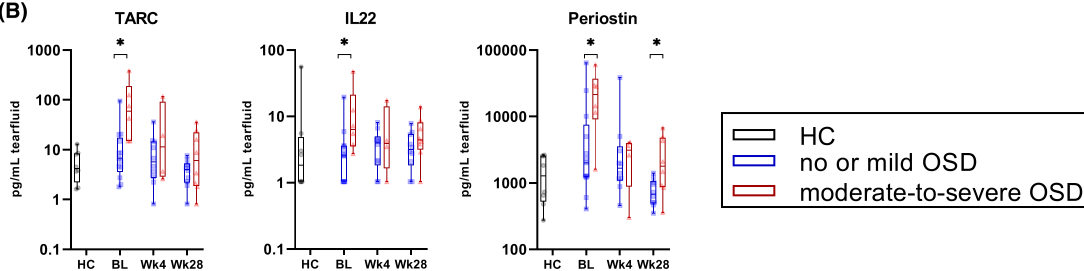 (B)
TARC
*
1000
100
10
1
0.1
pg/mL tearfluid
HC BL Wk4 Wk28
IL22
*
100
10
1
0.1
pg/mL tearfluid
HC BL Wk4 Wk28
Periostin
* *
100000
10000
1000
100
pg/mL tearfluid
HC BL Wk4 Wk28
HC
no or mild OSD
moderate-to-severe OSD